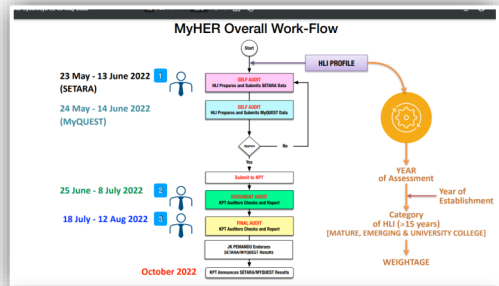 MyHER Overall Work-Flow
Start
HLI PROFILE
23 May - 13 June 2022
(SETARA)
1
SELF AUDIT
HLI Prepares and Submits SETARA Data
24 May - 14 June 2022
(MyQUEST)
SELF AUDIT
HLI Prepares and Submits MyQUEST Data
No
Yes
Submit to KPT
25 June - 8 July 2022
2
DOCUMENT AUDIT
KPT Auditors Checks and Report
18 July - 12 Aug 2022
3
FINAL AUDIT
KPT Auditors Checks and Report
JK PEMANDU Endorses
SETARA/MyQUEST Results
October 2022
KPT Announces SETARA/MyQUEST Results
YEAR
of Assessment
Year of
Establishment
Category
of HLI (>15 years)
[MATURE, EMERGING & UNIVERSITY COLLEGE]
WEIGHTAGE